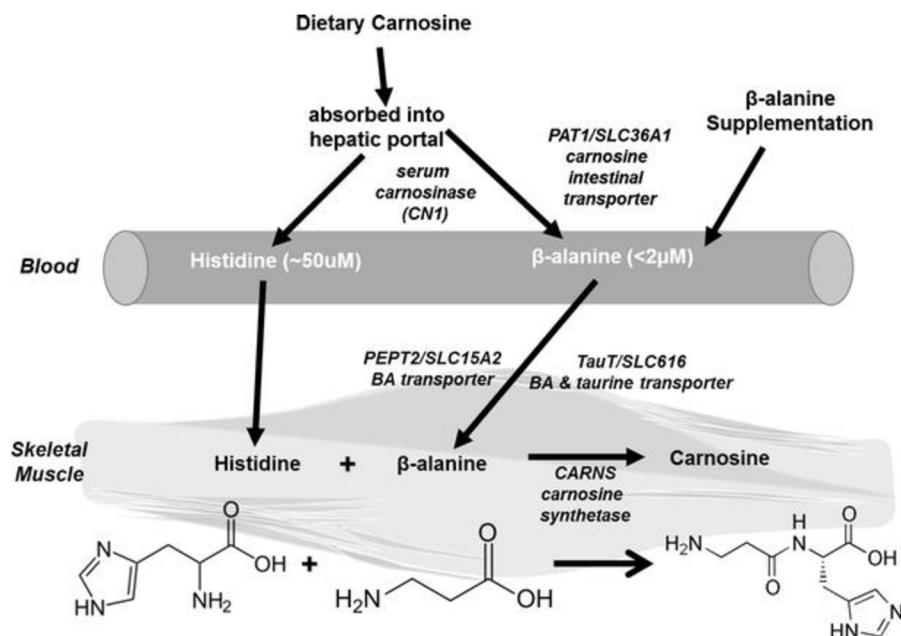 Dietary Carnosine
absorbed into
hepatic portal
β-alanine
Supplementation
PAT1/SLC36A1
carnosine
intestinal
transporter
serum
carnosinase
(CN1)
Blood
Histidine (~50uM)
β-alanine (<2μM)
PEPT2/SLC15A2
BA transporter
TauT/SLC616
BA & taurine transporter
Skeletal
Muscle
Histidine
+
β-alanine
Carnosine
CARNS
carnosine
synthetase
N
HN
O
OH
NH2
+
H2N
O
OH
H2N
O
H
N
O
OH
HN
N